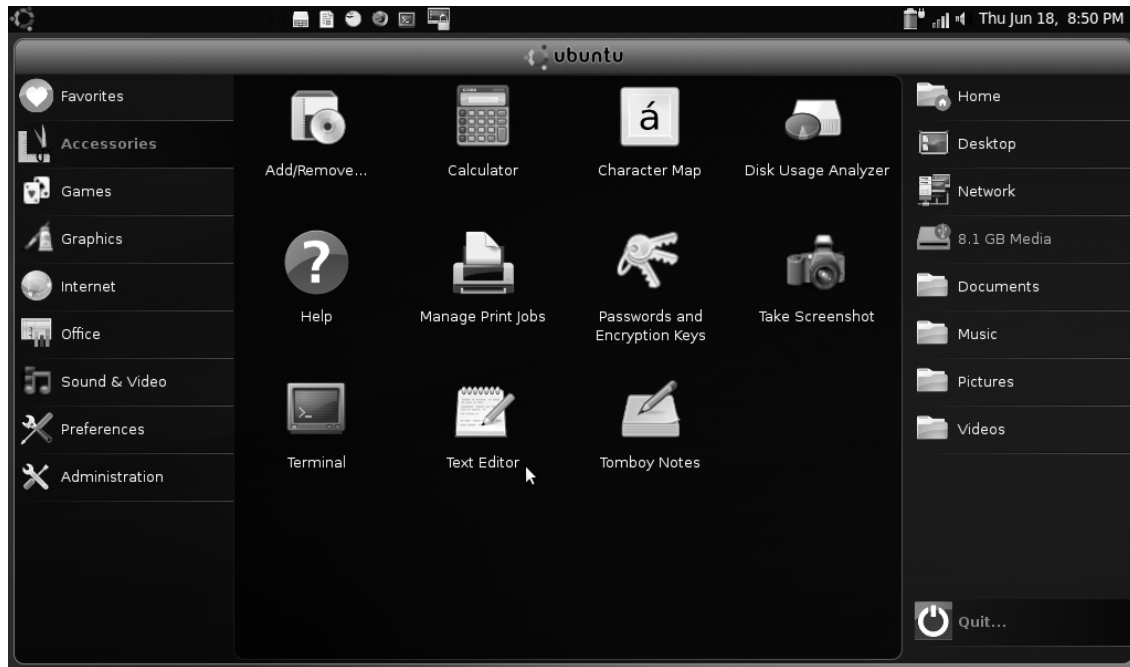 Thu Jun 18, 8:50 PM
ubuntu
Favorites
Accessories
Games
Graphics
Internet
Office
Sound & Video
Preferences
Administration
Add/Remove...
Calculator
á
Character Map
Disk Usage Analyzer
?
Help
Manage Print Jobs
Passwords and
Encryption Keys
Take Screenshot
>_
Terminal
Text Editor
Tomboy Notes
Home
Desktop
Network
8.1 GB Media
Documents
Music
Pictures
Videos
Quit...